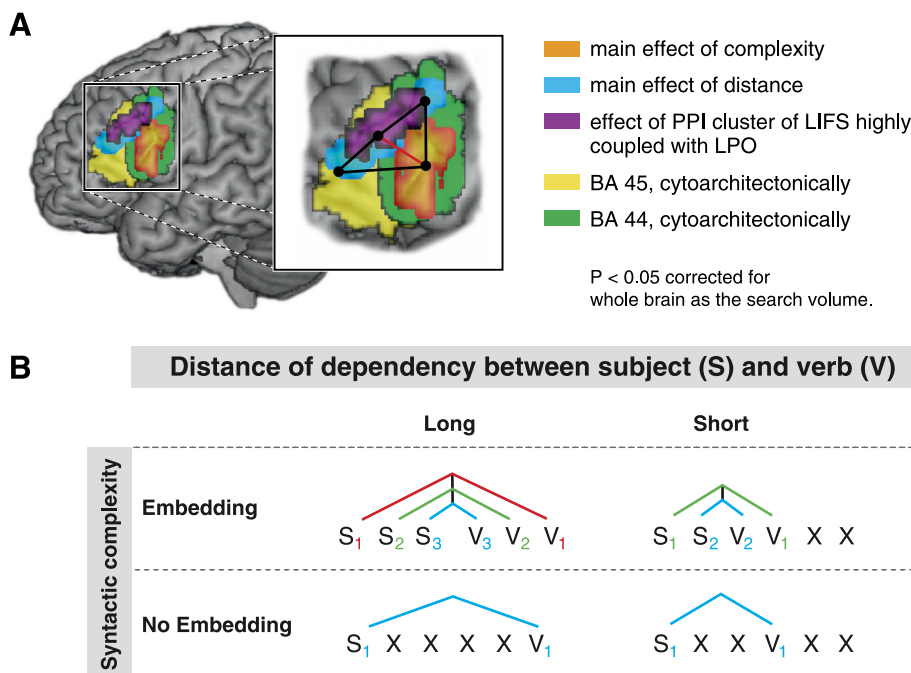 A
main effect of complexity
main effect of distance
effect of PPI cluster of LIFS highly
coupled with LPO
BA 45, cytoarchitectonically
BA 44, cytoarchitectonically
P < 0.05 corrected for
whole brain as the search volume.
B
Distance of dependency between subject (S) and verb (V)
Long Short
Syntactic complexity
Embedding
S1 S2 S3 V3 V2 V1 S1 S2 V2 V1 X X
No Embedding
S1 X X X X V1 S1 X X V1 X X